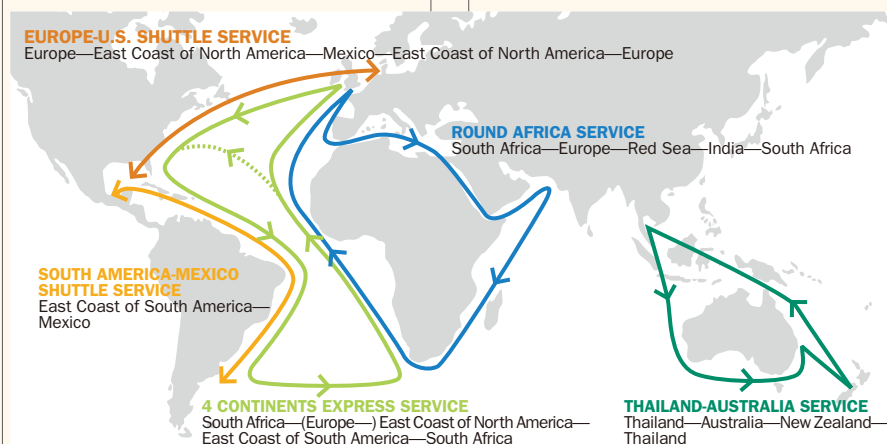 EUROPE-U.S. SHUTTLE SERVICE
Europe—East Coast of North America—Mexico—East Coast of North America—Europe
ROUND AFRICA SERVICE
South Africa—Europe—Red Sea—India—South Africa
SOUTH AMERICA-MEXICO
SHUTTLE SERVICE
East Coast of South America—
Mexico
4 CONTINENTS EXPRESS SERVICE
South Africa—(Europe—) East Coast of North America—
East Coast of South America—South Africa
THAILAND-AUSTRALIA SERVICE
Thailand—Australia—New Zealand—
Thailand